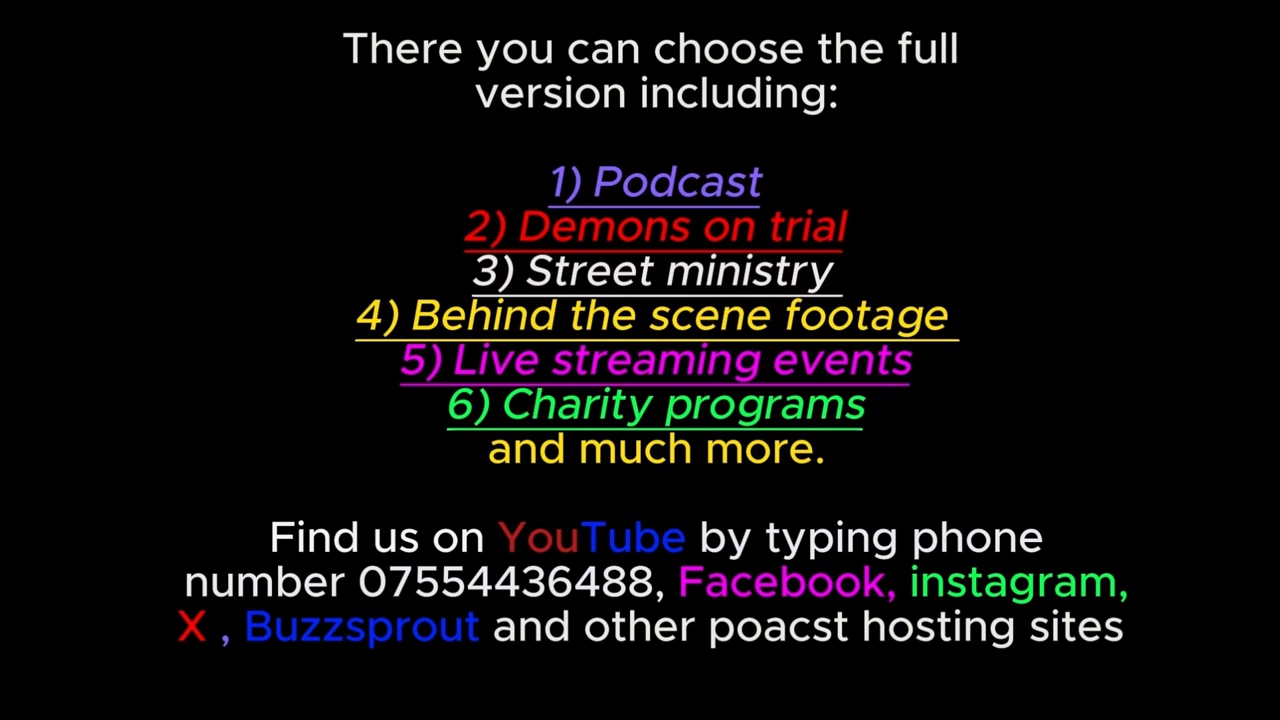 There you can choose the full
version including:
1) Podcast
2) Demons on trial
3) Street ministry
4) Behind the scene footage
5) Live streaming events
6) Charity programs
and much more.
Find us on YouTube by typing phone
number 07554436488, Facebook, instagram,
X , Buzzsprout and other poacst hosting sites